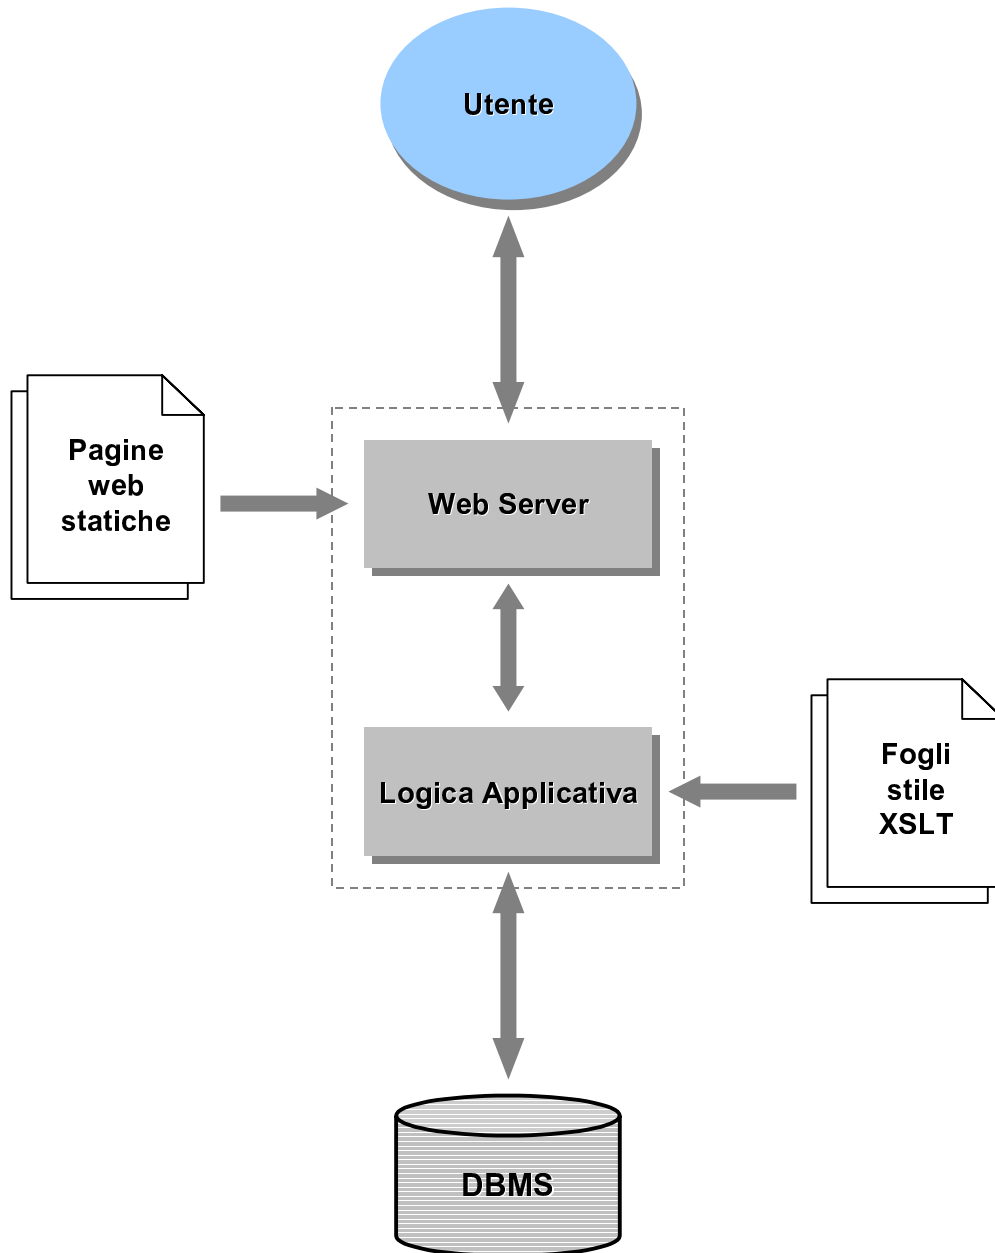 Utente
Pagine
web
statiche
Web Server
Logica Applicativa
Fogli
stile
XSLT
DBMS